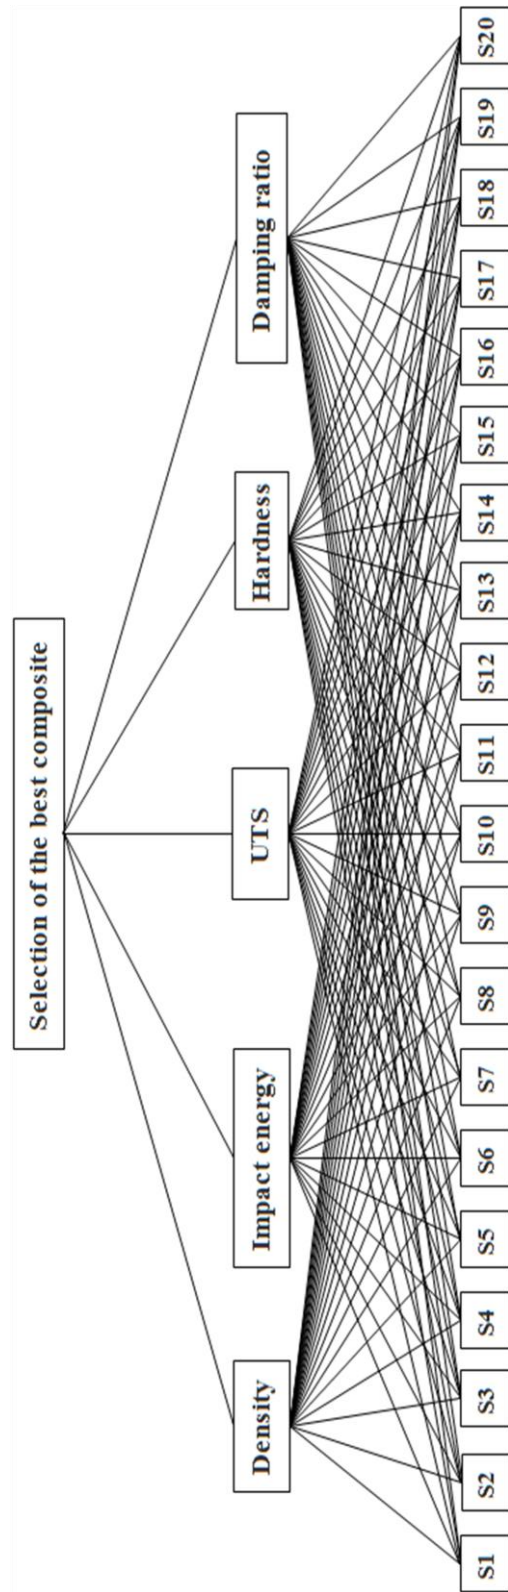 Selection of the best composite
Density
Impact energy
UTS
Hardness
Damping ratio
S1
S2
S3
S4
S5
S6
S7
S8
S9
S10
S11
S12
S13
S14
S15
S16
S17
S18
S19
S20